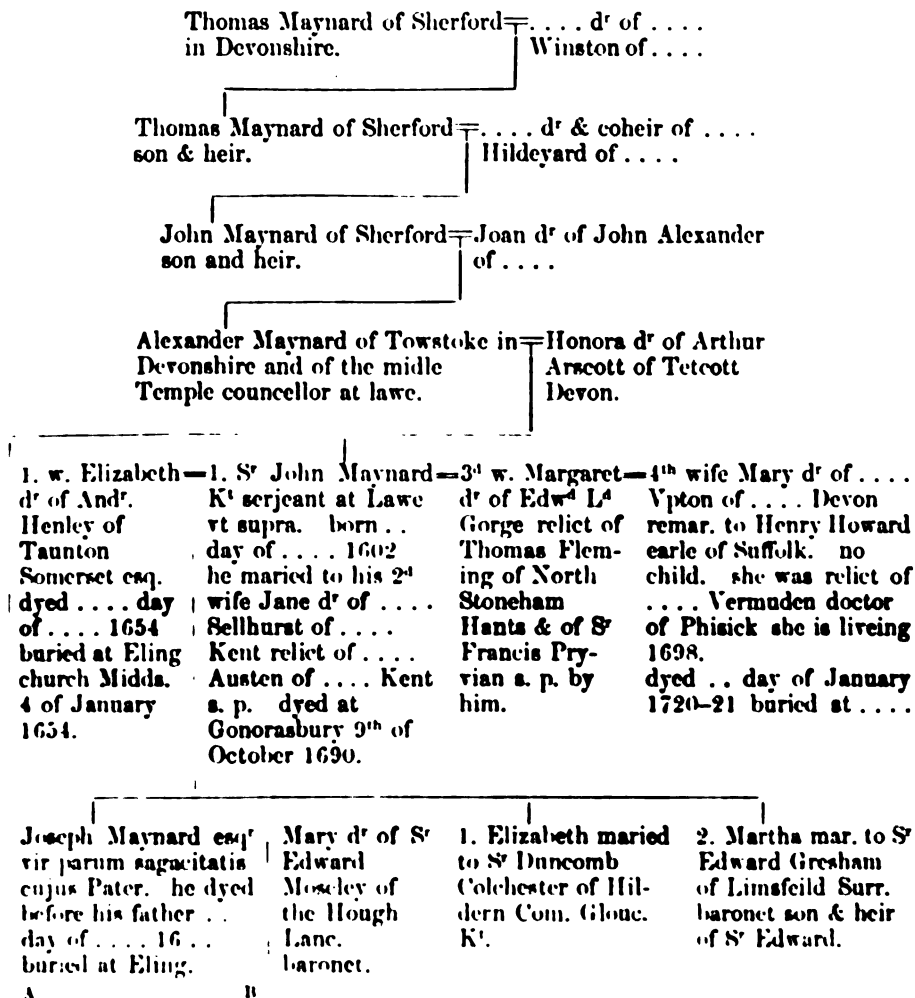 Thomas Maynard of Sherford . . . . dʳ of . . . .
in Devonshire. Winston of . . . .
Thomas Maynard of Sherford . . . . dʳ & coheir of . . . .
son & heir. Hildeyard of . . . .
John Maynard of Sherford Joan dʳ of John Alexander
son and heir. of . . . .
Alexander Maynard of Towstoke in
Devonshire and of the midle
Temple councellor at lawe.
Honora dʳ of Arthur
Arscott of Tetcott
Devon.
1. w. Elizabeth
dʳ of Andʳ.
Henley of
Taunton
Somerset esq.
dyed . . . . day
of . . . . 1654
buried at Eling
church Midds.
4 of January
1654.
1. Sʳ John Maynard
Kᵗ serjeant at Lawe
vt supra. born . .
day of . . . . 1602
he maried to his 2ᵈ
wife Jane dʳ of . . . .
Sellhurst of . . . .
Kent relict of . . . .
Austen of . . . . Kent
s. p. dyed at
Gonorasbury 9ᵗʰ of
October 1690.
3ᵈ w. Margaret
dʳ of Edwᵈ Lᵈ
Gorge relict of
Thomas Flem-
ing of North
Stoneham
Hants & of Sʳ
Francis Pry-
vian s. p. by
him.
4ᵗʰ wife Mary dʳ of . . . .
Vpton of . . . . Devon
remar. to Henry Howard
earle of Suffolk. no
child. she was relict of
. . . . Vermuden doctor
of Phisick she is liveing
1698.
dyed . . day of January
1720–21 buried at . . . .
Joseph Maynard esqʳ
vir parum sagacitatis
cujus Pater. he dyed
before his father . .
day of . . . . 16 . .
buried at Eling.
Mary dʳ of Sʳ
Edward
Moseley of
the Hough
Lanc.
baronet.
1. Elizabeth maried
to Sʳ Duncomb
Colchester of Hil-
dern Com. Glouc.
Kᵗ.
2. Martha mar. to Sʳ
Edward Gresham
of Limsfeild Surr.
baronet son & heir
of Sʳ Edward.
A B